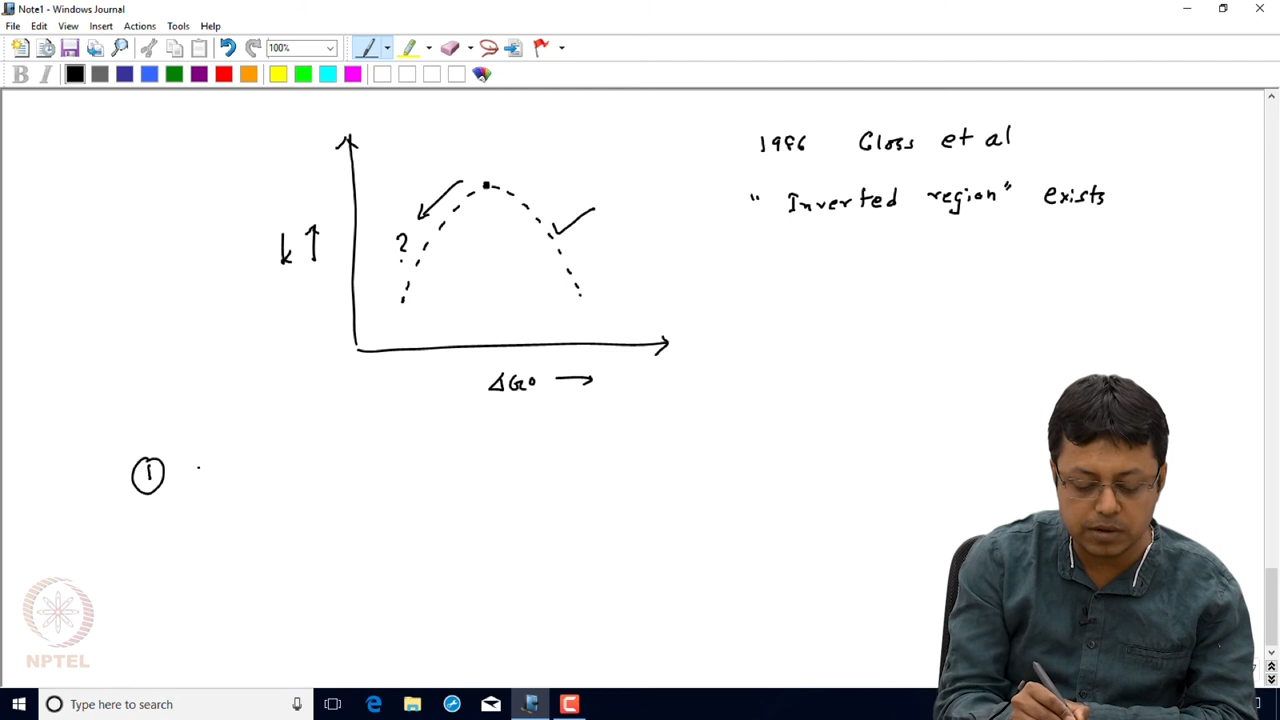 Note1 - Windows Journal
File Edit View Insert Actions Tools Help
100%
B I
1986 Closs et al
"Inverted region" exists
k ↑
?
ΔG° →
①
NPTEL
Type here to search